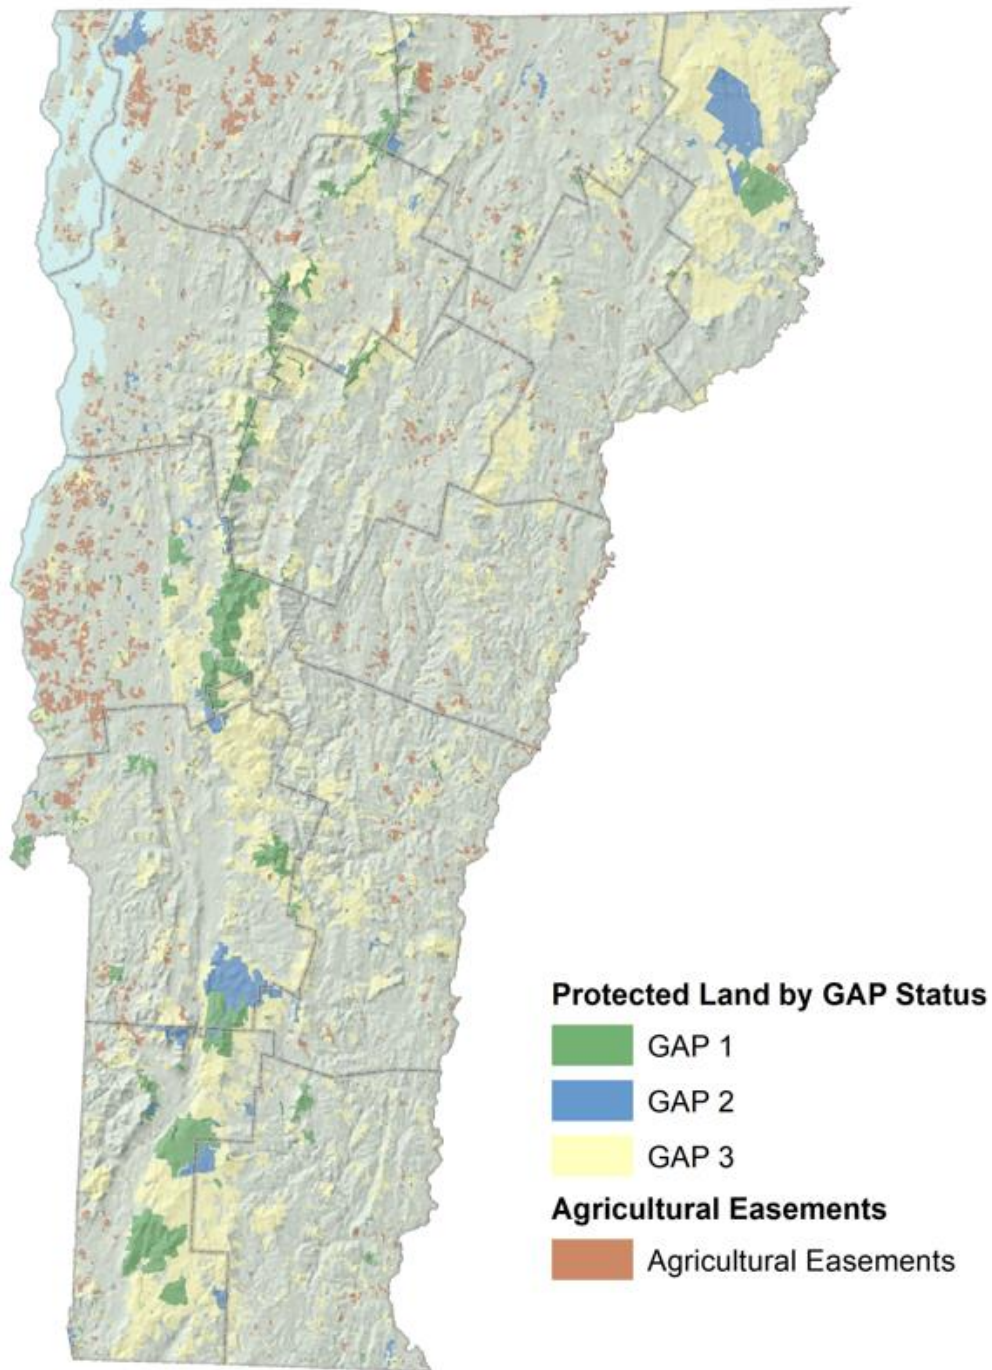 Protected Land by GAP Status
GAP 1
GAP 2
GAP 3
Agricultural Easements
Agricultural Easements